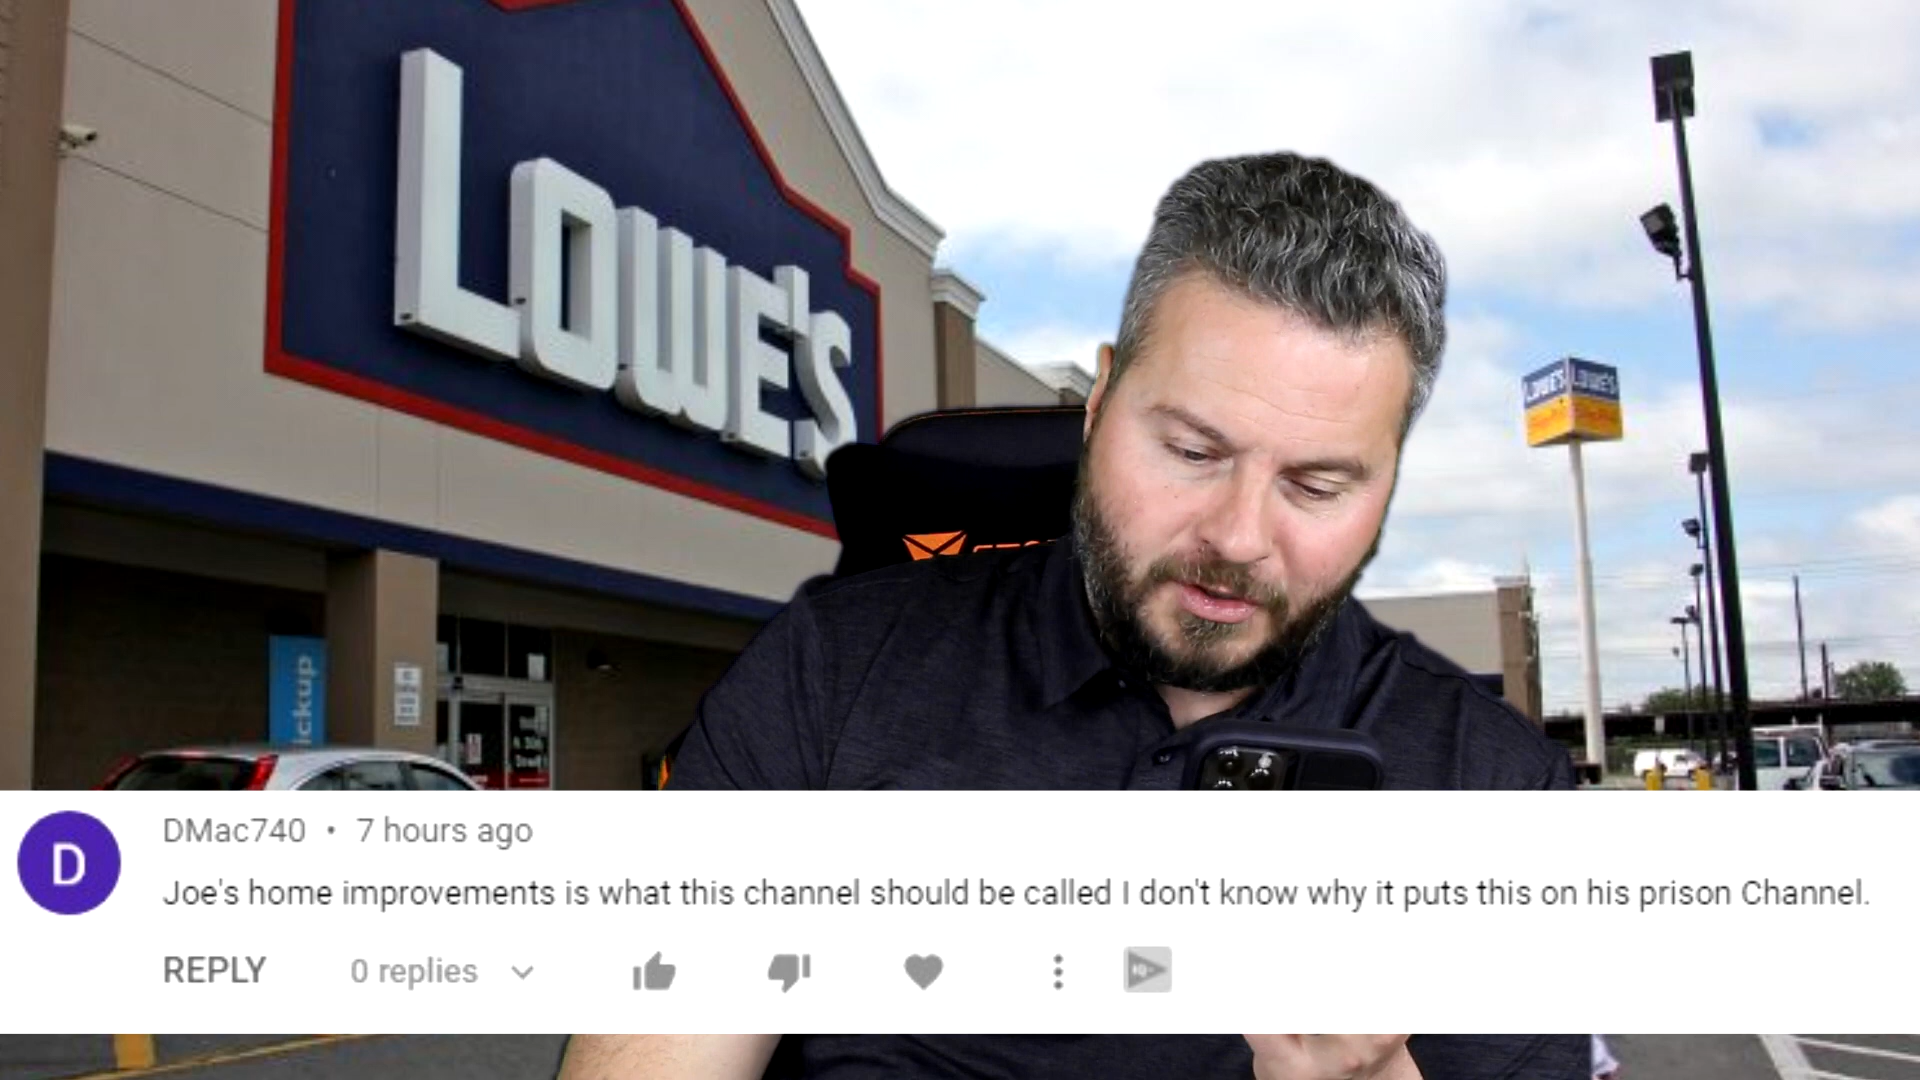 LOWE'S
LOWE'S LOWE'S
ickup
D
DMac740 • 7 hours ago
Joe's home improvements is what this channel should be called I don't know why it puts this on his prison Channel.
REPLY 0 replies